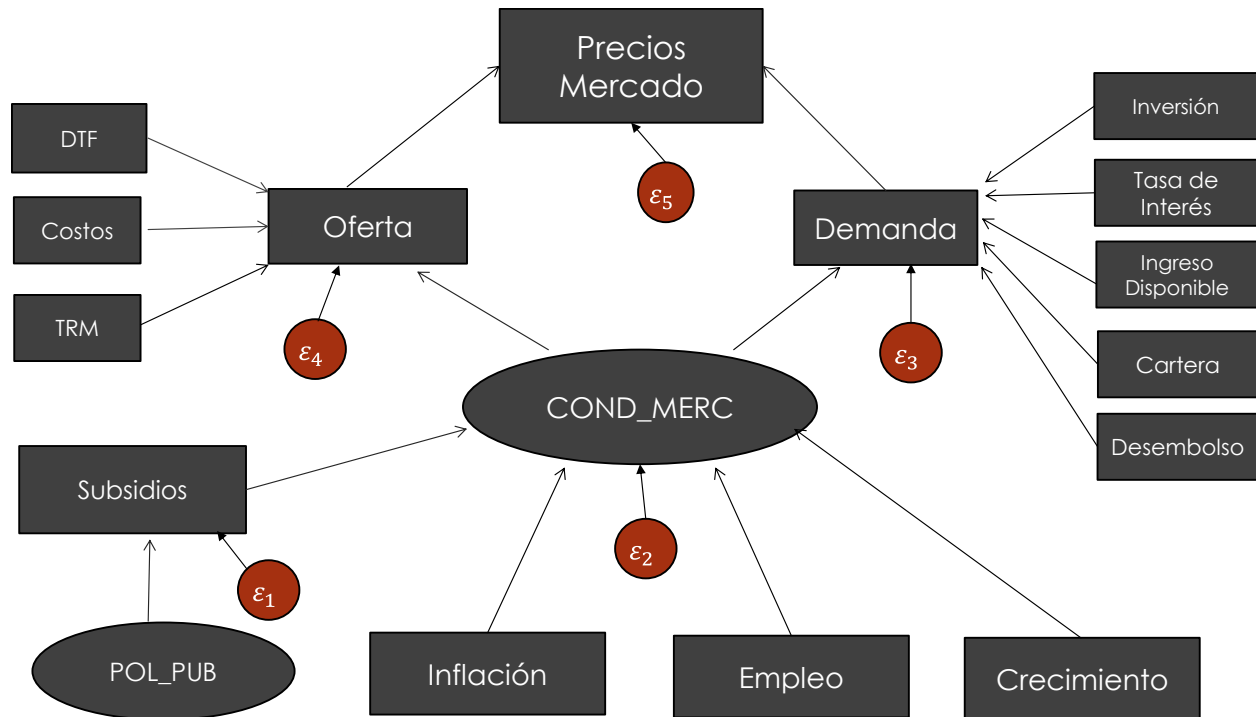 Precios
Mercado
DTF
Costos
TRM
Oferta
ε₅
Demanda
Inversión
Tasa de
Interés
Ingreso
Disponible
Cartera
Desembolso
ε₄
ε₃
COND_MERC
Subsidios
ε₁
ε₂
POL_PUB
Inflación
Empleo
Crecimiento